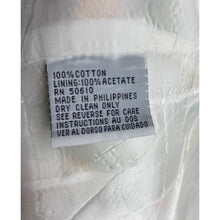 100% COTTON
LINING:100% ACETATE
RN 50610
MADE IN PHILIPPINES
DRY CLEAN ONLY
SEE REVERSE FOR CARE
INSTRUCTIONS AU DOS
VER AL DORSO PARA CUIDADO